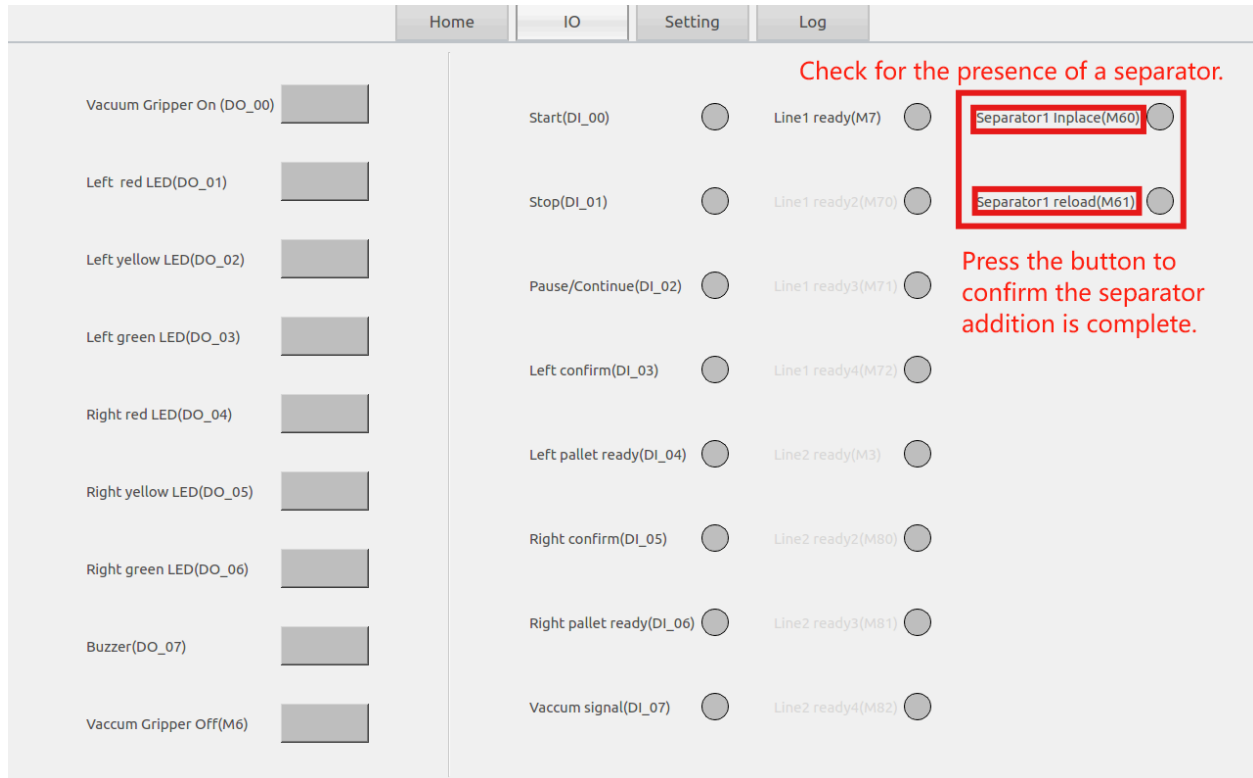 Home
IO
Setting
Log
Check for the presence of a separator.
Vacuum Gripper On (DO_00)
Left  red LED(DO_01)
Left yellow LED(DO_02)
Left green LED(DO_03)
Right red LED(DO_04)
Right yellow LED(DO_05)
Right green LED(DO_06)
Buzzer(DO_07)
Vaccum Gripper Off(M6)
Start(DI_00)
Stop(DI_01)
Pause/Continue(DI_02)
Left confirm(DI_03)
Left pallet ready(DI_04)
Right confirm(DI_05)
Right pallet ready(DI_06)
Vaccum signal(DI_07)
Line1 ready(M7)
Line1 ready2(M70)
Line1 ready3(M71)
Line1 ready4(M72)
Line2 ready(M3)
Line2 ready2(M80)
Line2 ready3(M81)
Line2 ready4(M82)
Separator1 Inplace(M60)
Separator1 reload(M61)
Press the button to
confirm the separator
addition is complete.